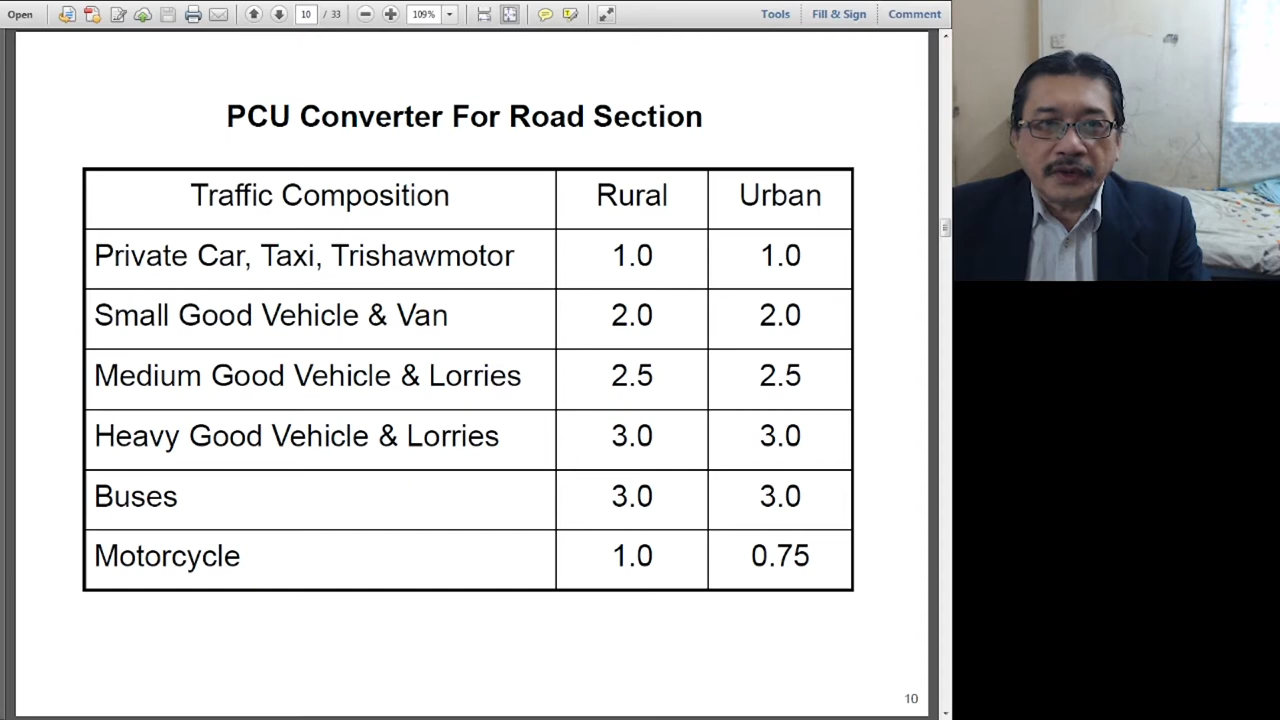 Open 10 / 33 109% Tools Fill & Sign Comment
PCU Converter For Road Section
Traffic Composition Rural Urban
Private Car, Taxi, Trishawmotor 1.0 1.0
Small Good Vehicle & Van 2.0 2.0
Medium Good Vehicle & Lorries 2.5 2.5
Heavy Good Vehicle & Lorries 3.0 3.0
Buses 3.0 3.0
Motorcycle 1.0 0.75
10